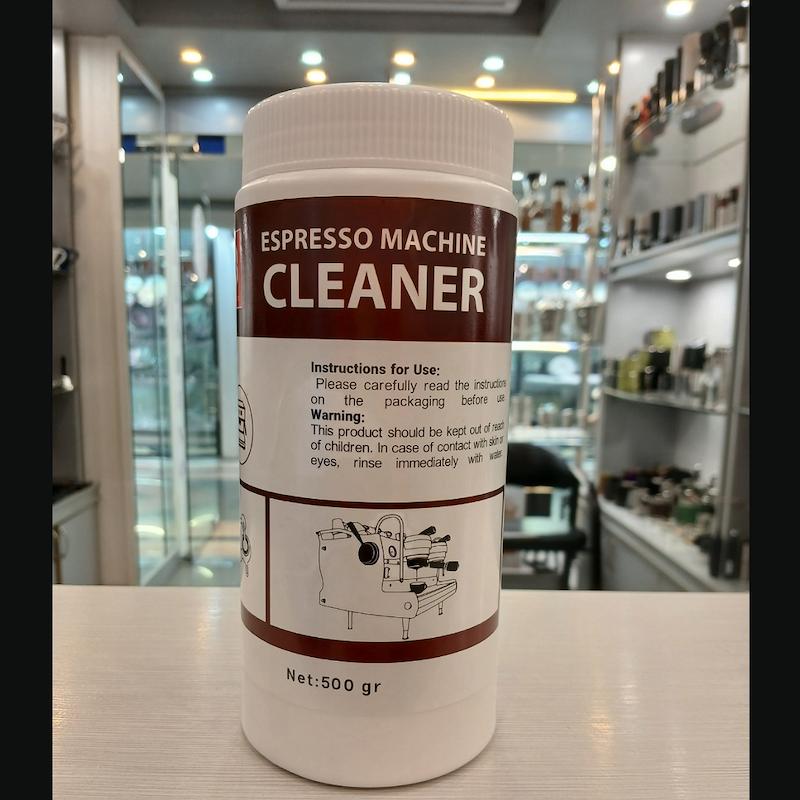 ESPRESSO MACHINE
CLEANER
Instructions for Use:
Please carefully read the instructions
on the packaging before use.
Warning:
This product should be kept out of reach
of children. In case of contact with skin or
eyes, rinse immediately with water.
Net:500 gr